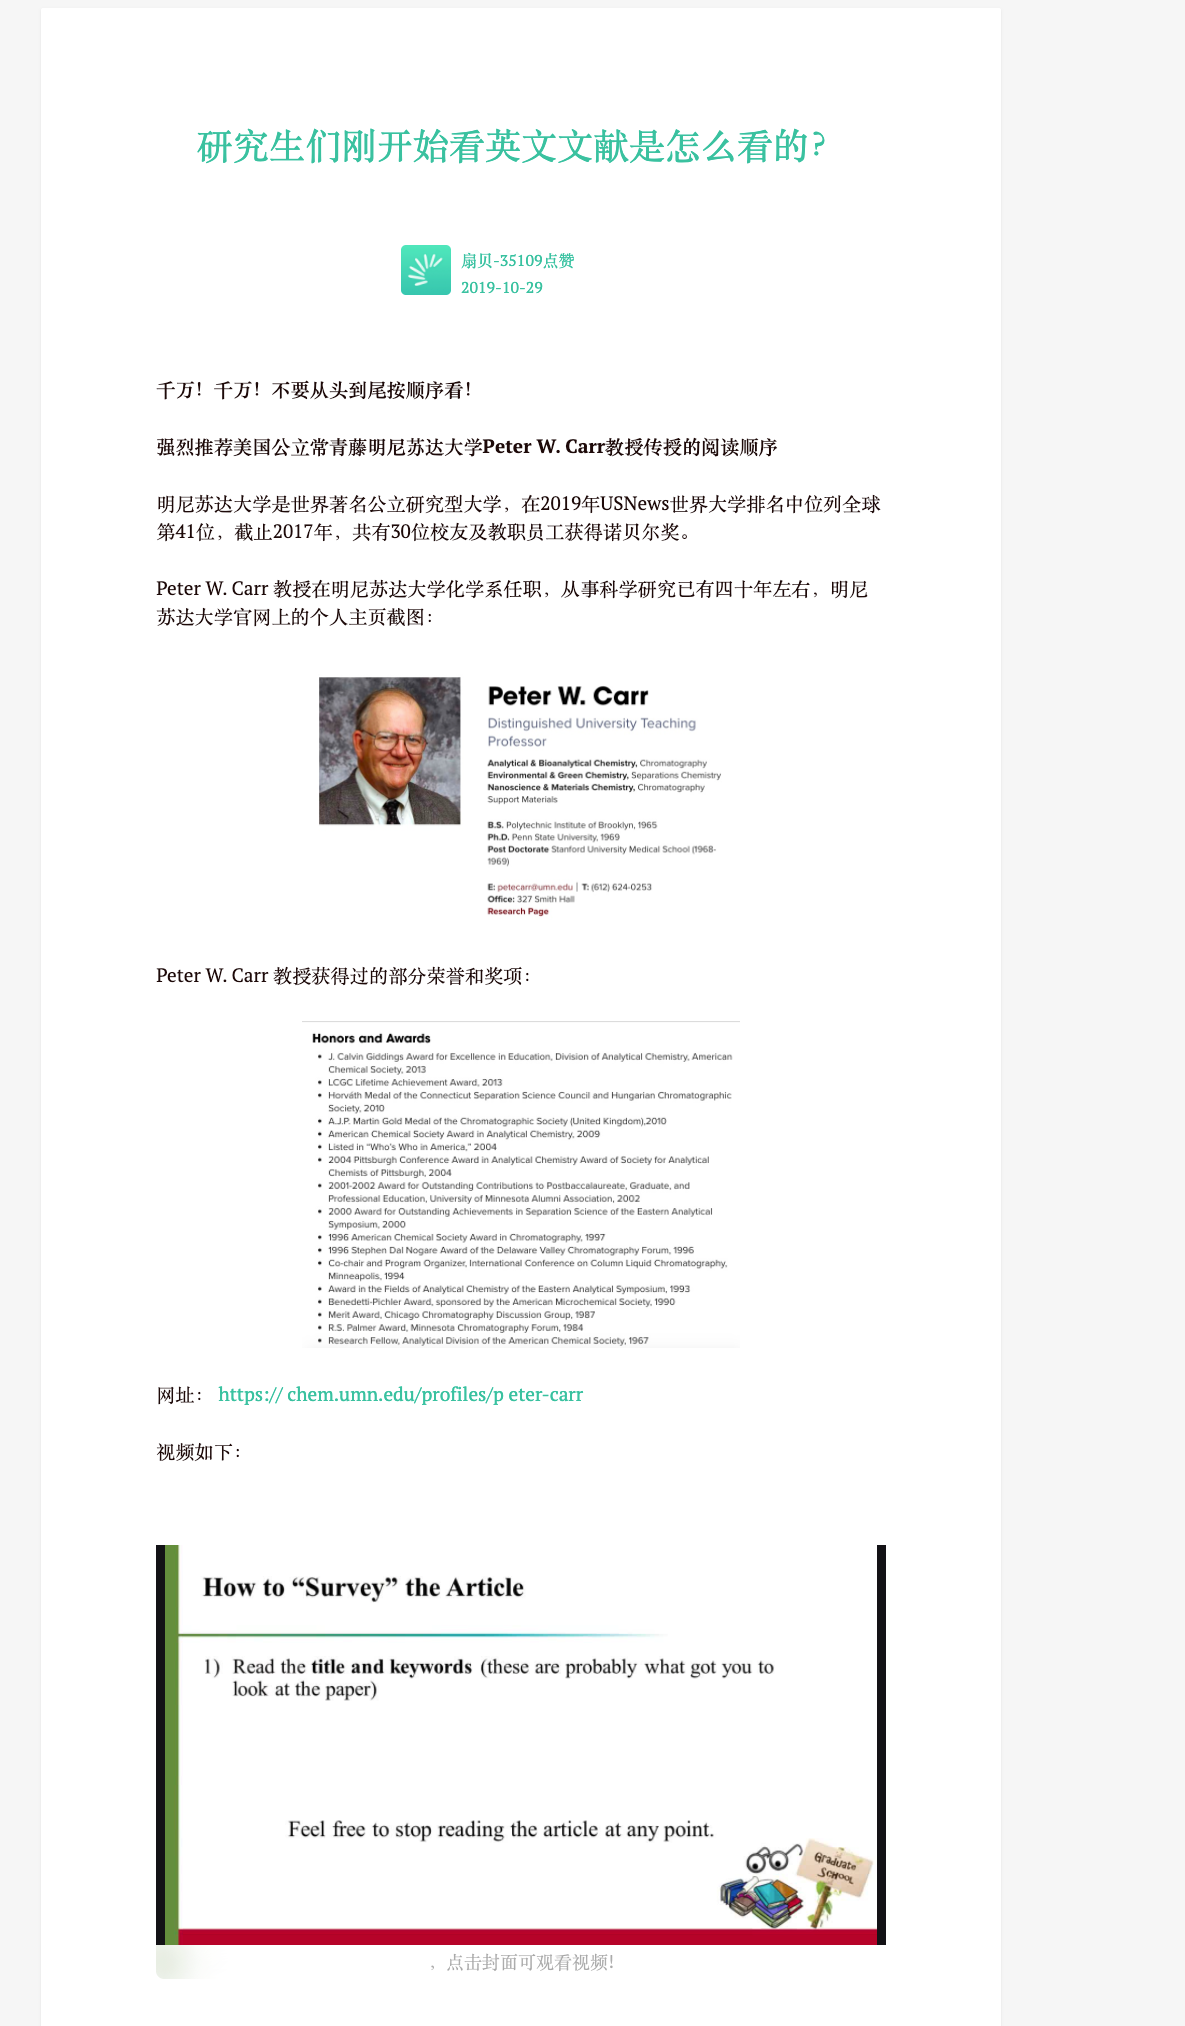 研究生们刚开始看英文文献是怎么看的？
扇贝-35109点赞
2019-10-29
千万！千万！不要从头到尾按顺序看！
强烈推荐美国公立常青藤明尼苏达大学Peter W. Carr教授传授的阅读顺序
明尼苏达大学是世界著名公立研究型大学，在2019年USNews世界大学排名中位列全球
第41位，截止2017年，共有30位校友及教职员工获得诺贝尔奖。
Peter W. Carr 教授在明尼苏达大学化学系任职，从事科学研究已有四十年左右，明尼
苏达大学官网上的个人主页截图：
Peter W. Carr
Distinguished University Teaching
Professor
Analytical & Bioanalytical Chemistry, Chromatography
Environmental & Green Chemistry, Separations Chemistry
Nanoscience & Materials Chemistry, Chromatography
Support Materials
B.S. Polytechnic Institute of Brooklyn, 1965
Ph.D. Penn State University, 1969
Post Doctorate Stanford University Medical School (1968-
1969)
E: petecarr@umn.edu | T: (612) 624-0253
Office: 327 Smith Hall
Research Page
Peter W. Carr 教授获得过的部分荣誉和奖项：
Honors and Awards
• J. Calvin Giddings Award for Excellence in Education, Division of Analytical Chemistry, American
Chemical Society, 2013
• LCGC Lifetime Achievement Award, 2013
• Horváth Medal of the Connecticut Separation Science Council and Hungarian Chromatographic
Society, 2010
• A.J.P. Martin Gold Medal of the Chromatographic Society (United Kingdom),2010
• American Chemical Society Award in Analytical Chemistry, 2009
• Listed in “Who’s Who in America,” 2004
• 2004 Pittsburgh Conference Award in Analytical Chemistry Award of Society for Analytical
Chemists of Pittsburgh, 2004
• 2001-2002 Award for Outstanding Contributions to Postbaccalaureate, Graduate, and
Professional Education, University of Minnesota Alumni Association, 2002
• 2000 Award for Outstanding Achievements in Separation Science of the Eastern Analytical
Symposium, 2000
• 1996 American Chemical Society Award in Chromatography, 1997
• 1996 Stephen Dal Nogare Award of the Delaware Valley Chromatography Forum, 1996
• Co-chair and Program Organizer, International Conference on Column Liquid Chromatography,
Minneapolis, 1994
• Award in the Fields of Analytical Chemistry of the Eastern Analytical Symposium, 1993
• Benedetti-Pichler Award, sponsored by the American Microchemical Society, 1990
• Merit Award, Chicago Chromatography Discussion Group, 1987
• R.S. Palmer Award, Minnesota Chromatography Forum, 1984
• Research Fellow, Analytical Division of the American Chemical Society, 1967
网址： https:// chem.umn.edu/profiles/p eter-carr
视频如下：
How to “Survey” the Article
1) Read the title and keywords (these are probably what got you to
look at the paper)
Feel free to stop reading the article at any point.
Graduate
School
，点击封面可观看视频!